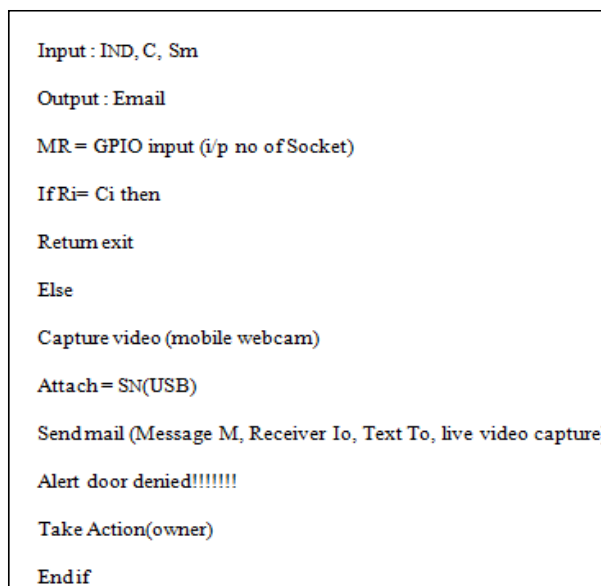 Input : IND, C, Sm
Output : Email
MR = GPIO input (i/p no of Socket)
If Ri= Ci then
Return exit
Else
Capture video (mobile webcam)
Attach = SN(USB)
Send mail (Message M, Receiver Io, Text To, live video capture
Alert door denied!!!!!!!
Take Action(owner)
End if